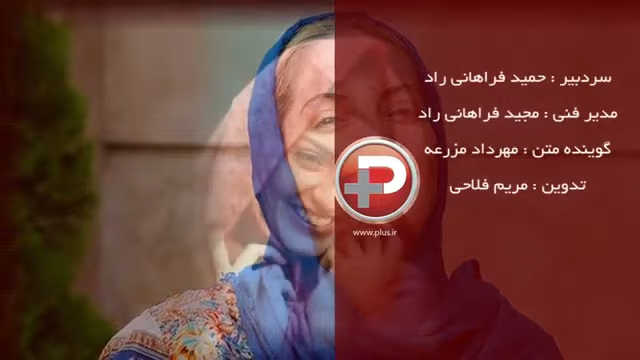 سردبیر : حمید فراهانی راد
مدیر فنی : مجید فراهانی راد
گوینده متن : مهرداد مزرعه
تدوین : مریم فلاحی
P
www.plus.ir